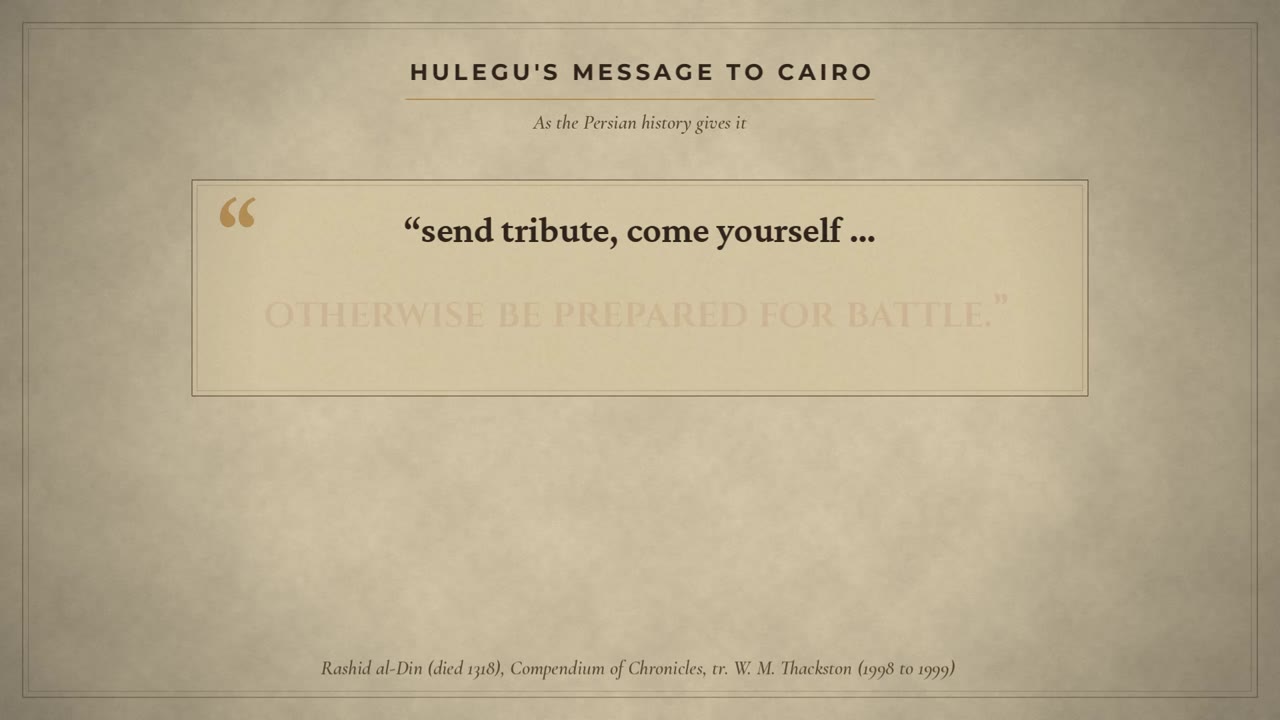 HULEGU'S MESSAGE TO CAIRO
As the Persian history gives it
“
“send tribute, come yourself ...
OTHERWISE BE PREPARED FOR BATTLE.”
Rashid al-Din (died 1318), Compendium of Chronicles, tr. W. M. Thackston (1998 to 1999)